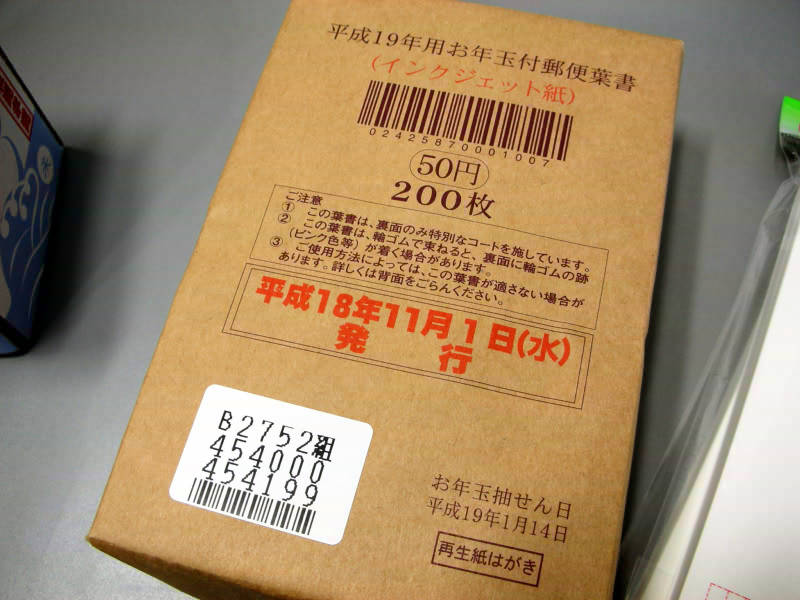 平成19年用お年玉付郵便葉書
(インクジェット紙)
02425870001007
50円
200枚
ご注意
① この葉書は、裏面のみ特別なコートを施しています。
② この葉書は、輪ゴムで束ねると、裏面に輪ゴムの跡
(ピンク色等)が着く場合があります。
③ ご使用方法によっては、この葉書が適さない場合が
あります。詳しくは背面をごらんください。
平成18年11月1日(水)
発行
B2752組
454000
454199
お年玉抽せん日
平成19年1月14日
再生紙はがき